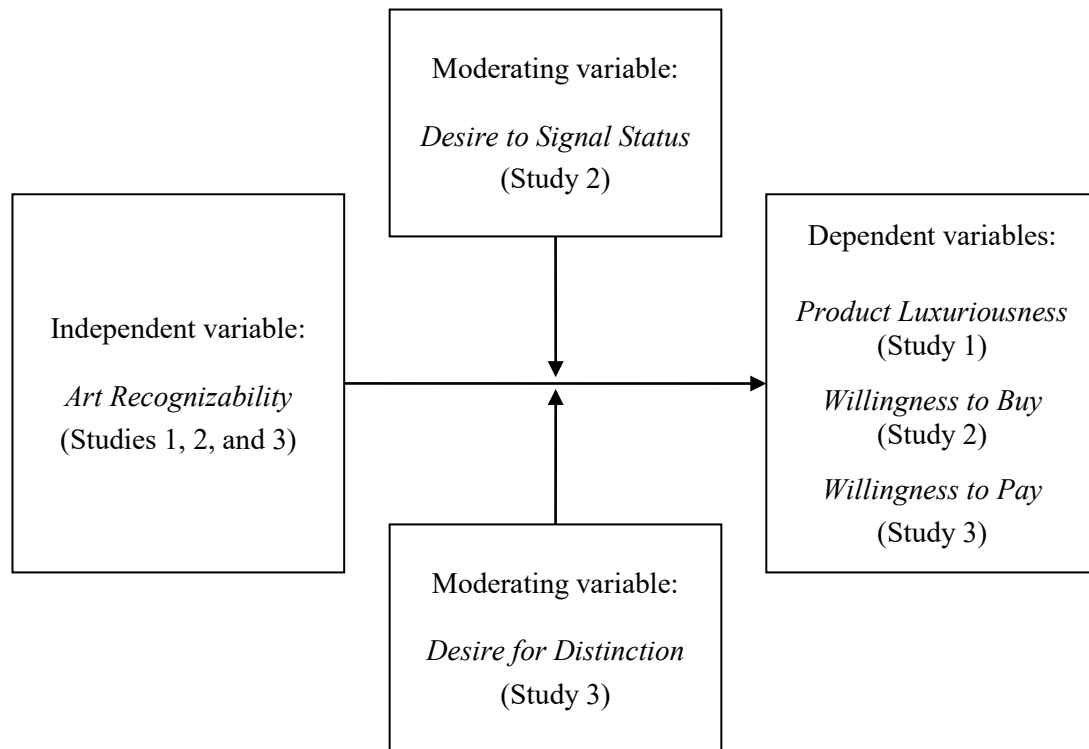 Moderating variable:
Desire to Signal Status
(Study 2)
Independent variable:
Art Recognizability
(Studies 1, 2, and 3)
Dependent variables:
Product Luxuriousness
(Study 1)
Willingness to Buy
(Study 2)
Willingness to Pay
(Study 3)
Moderating variable:
Desire for Distinction
(Study 3)